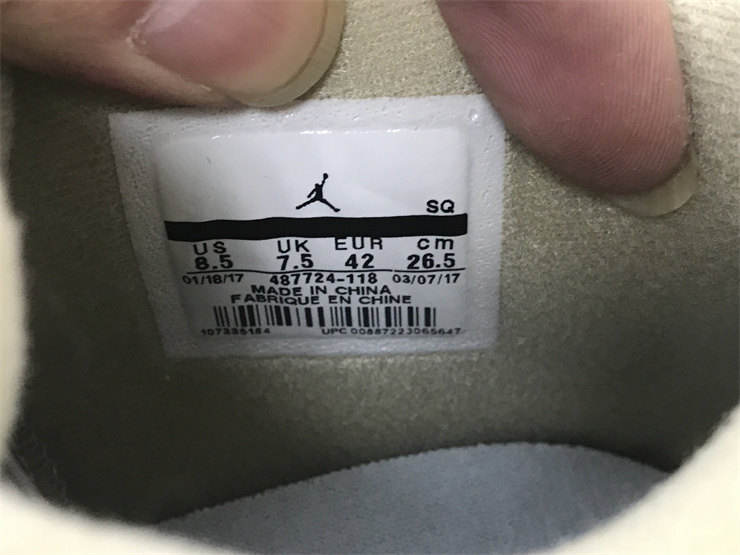 SQ
US UK EUR cm
8.5 7.5 42 26.5
01/18/17 487724-118 03/07/17
MADE IN CHINA
FABRIQUE EN CHINE
107335184 UPC 00887223065647